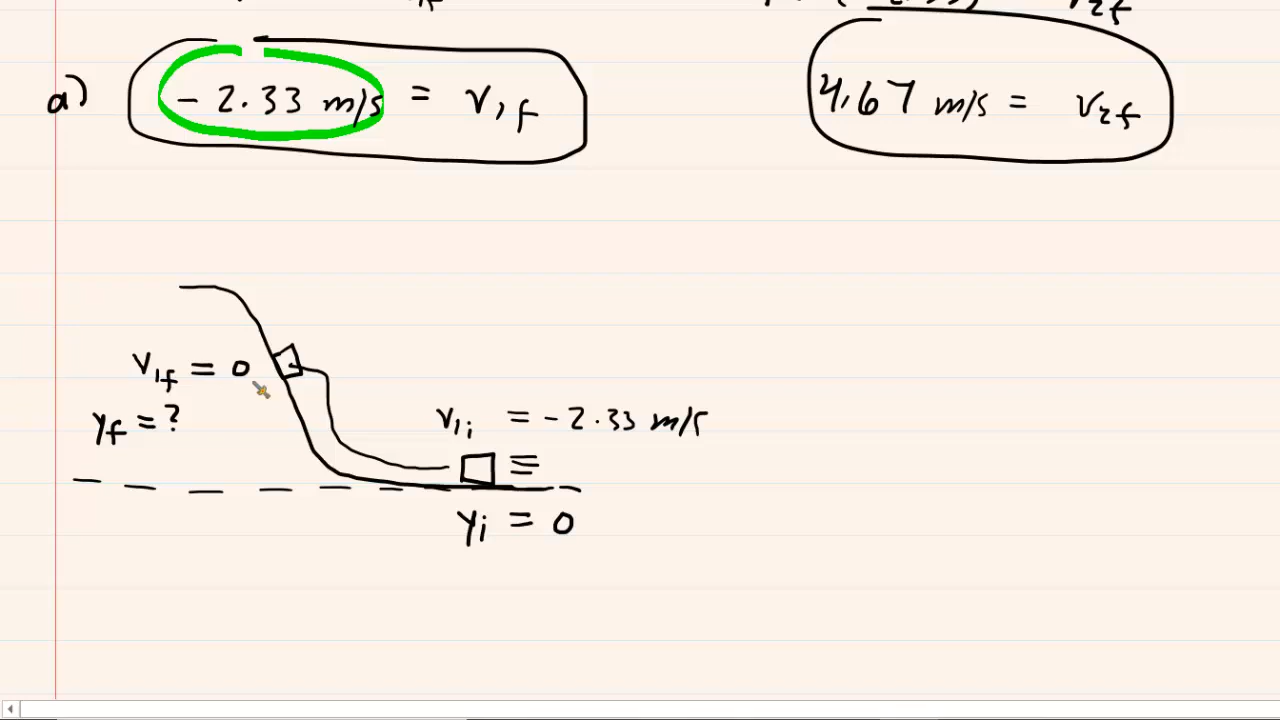 a) - 2.33 m/s = v1f
4.67 m/s = v2f
v1f = 0
yf = ?
v1i = - 2.33 m/s
yi = 0